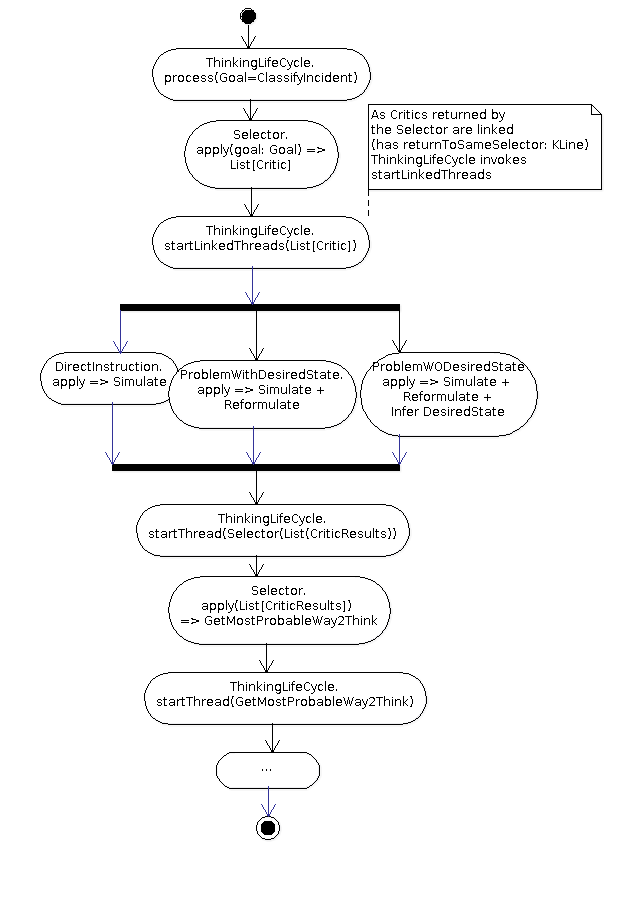 ThinkingLifeCycle.
process(Goal=ClassifyIncident)
As Critics returned by
the Selector are linked
(has returnToSameSelector: KLine)
ThinkingLifeCycle invokes
startLinkedThreads
Selector.
apply(goal: Goal) =>
List[Critic]
ThinkingLifeCycle.
startLinkedThreads(List[Critic])
DirectInstruction.
apply => Simulate
ProblemWithDesiredState.
apply => Simulate +
Reformulate
ProblemWODesiredState
apply => Simulate +
Reformulate +
Infer DesiredState
ThinkingLifeCycle.
startThread(Selector(List(CriticResults))
Selector.
apply(List[CriticResults])
=> GetMostProbableWay2Think
ThinkingLifeCycle.
startThread(GetMostProbableWay2Think)
...